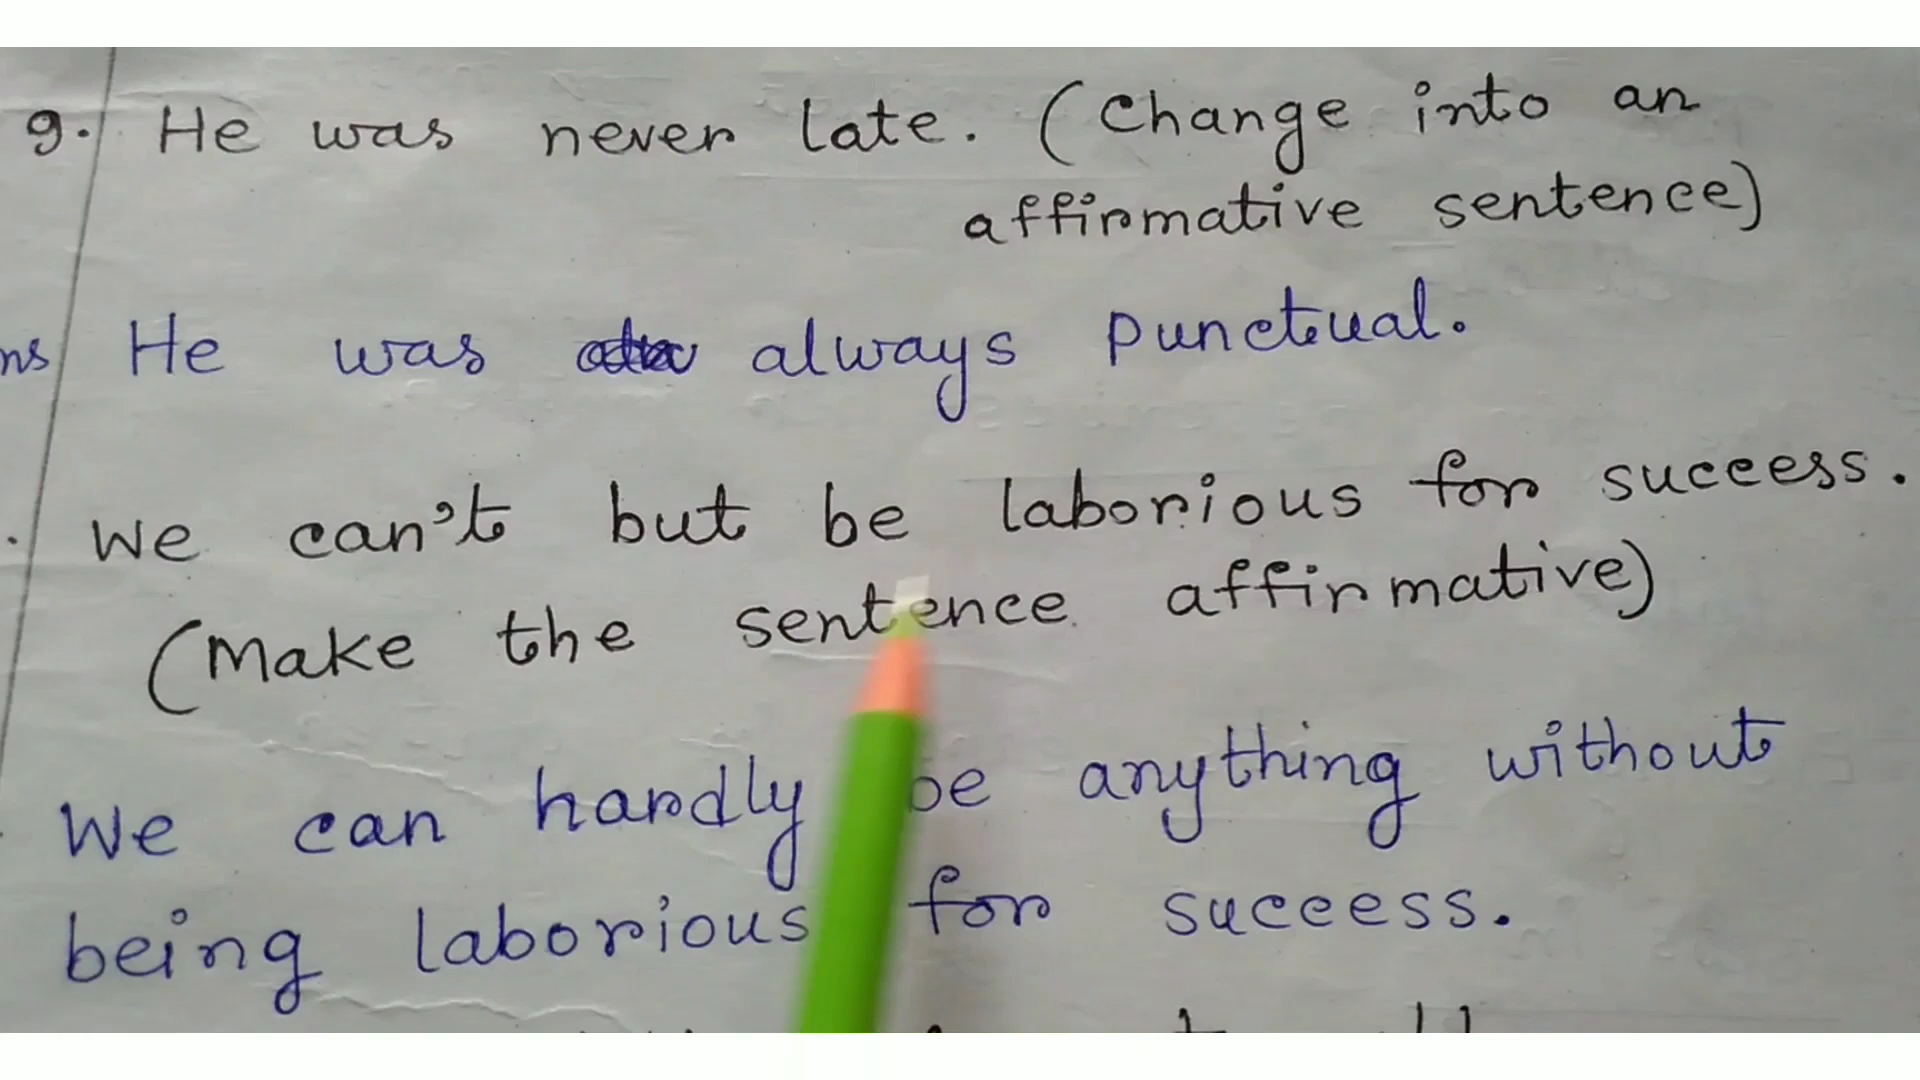 9. He was never late. (Change into an
affirmative sentence)
ns He was always punctual.
We can't but be laborious for success.
(Make the sentence affirmative)
We can hardly be anything without
being laborious for success.